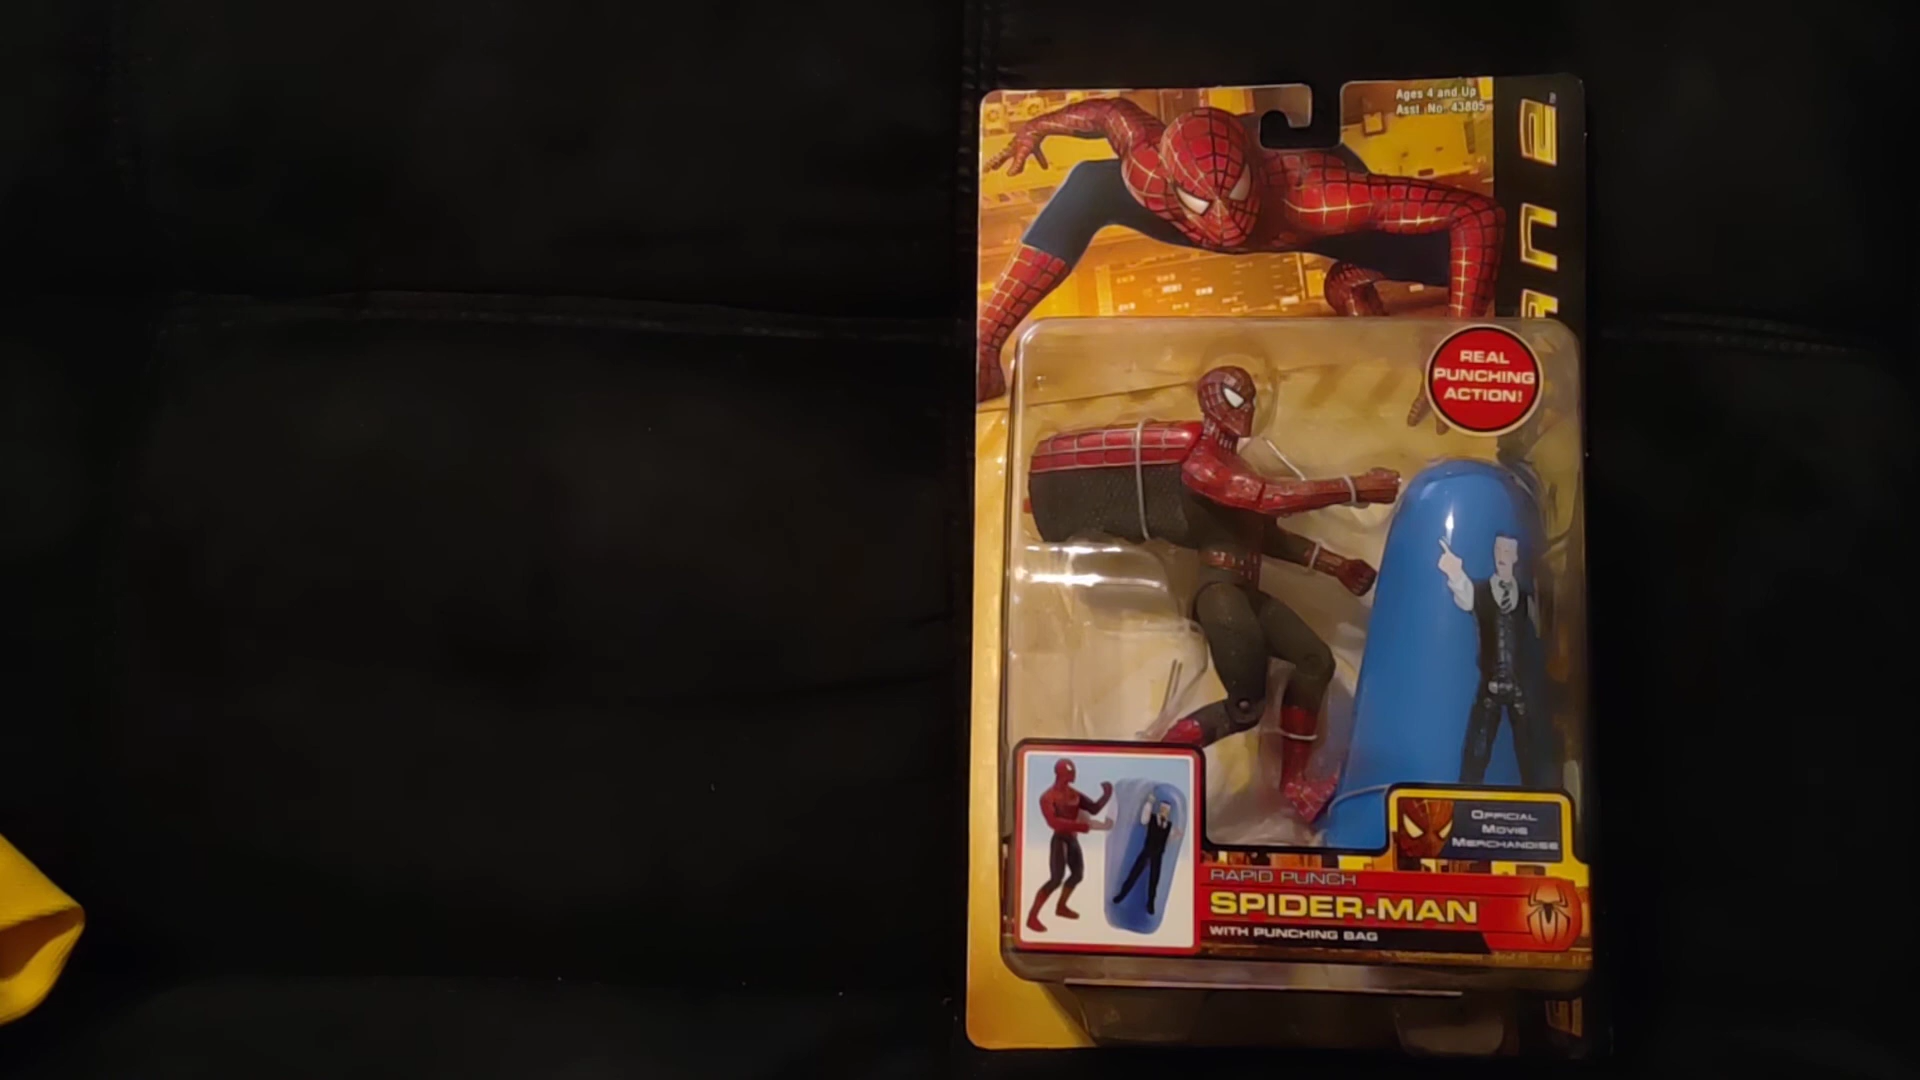 Ages 4 and Up
Asst. No. 43805
N 2
REAL
PUNCHING
ACTION!
OFFICIAL
MOVIE
MERCHANDISE
RAPID PUNCH
SPIDER-MAN
WITH PUNCHING BAG